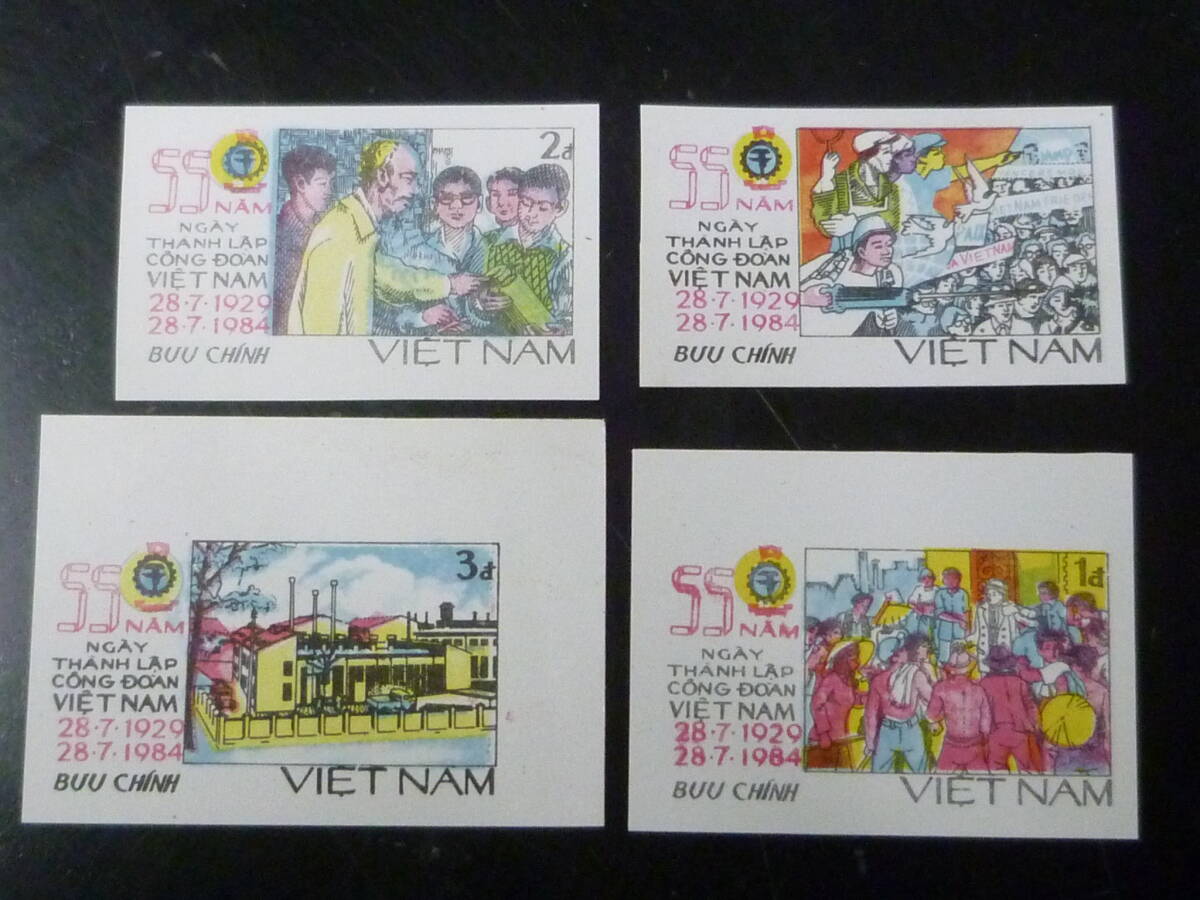 55
NĂM
NGÀY
THÀNH LẬP
CÔNG ĐOÀN
VIỆT NAM
28·7·1929
28·7·1984
BƯU CHÍNH
2đ
VIỆT NAM
55
NĂM
NGÀY
THÀNH LẬP
CÔNG ĐOÀN
VIỆT NAM
28·7·1929
28·7·1984
BƯU CHÍNH
A VIETNAM
VIỆT NAM
55
NĂM
NGÀY
THÀNH LẬP
CÔNG ĐOÀN
VIỆT NAM
28·7·1929
28·7·1984
BƯU CHÍNH
3đ
VIỆT NAM
55
NĂM
NGÀY
THÀNH LẬP
CÔNG ĐOÀN
VIỆT NAM
28·7·1929
28·7·1984
BƯU CHÍNH
1đ
VIỆT NAM